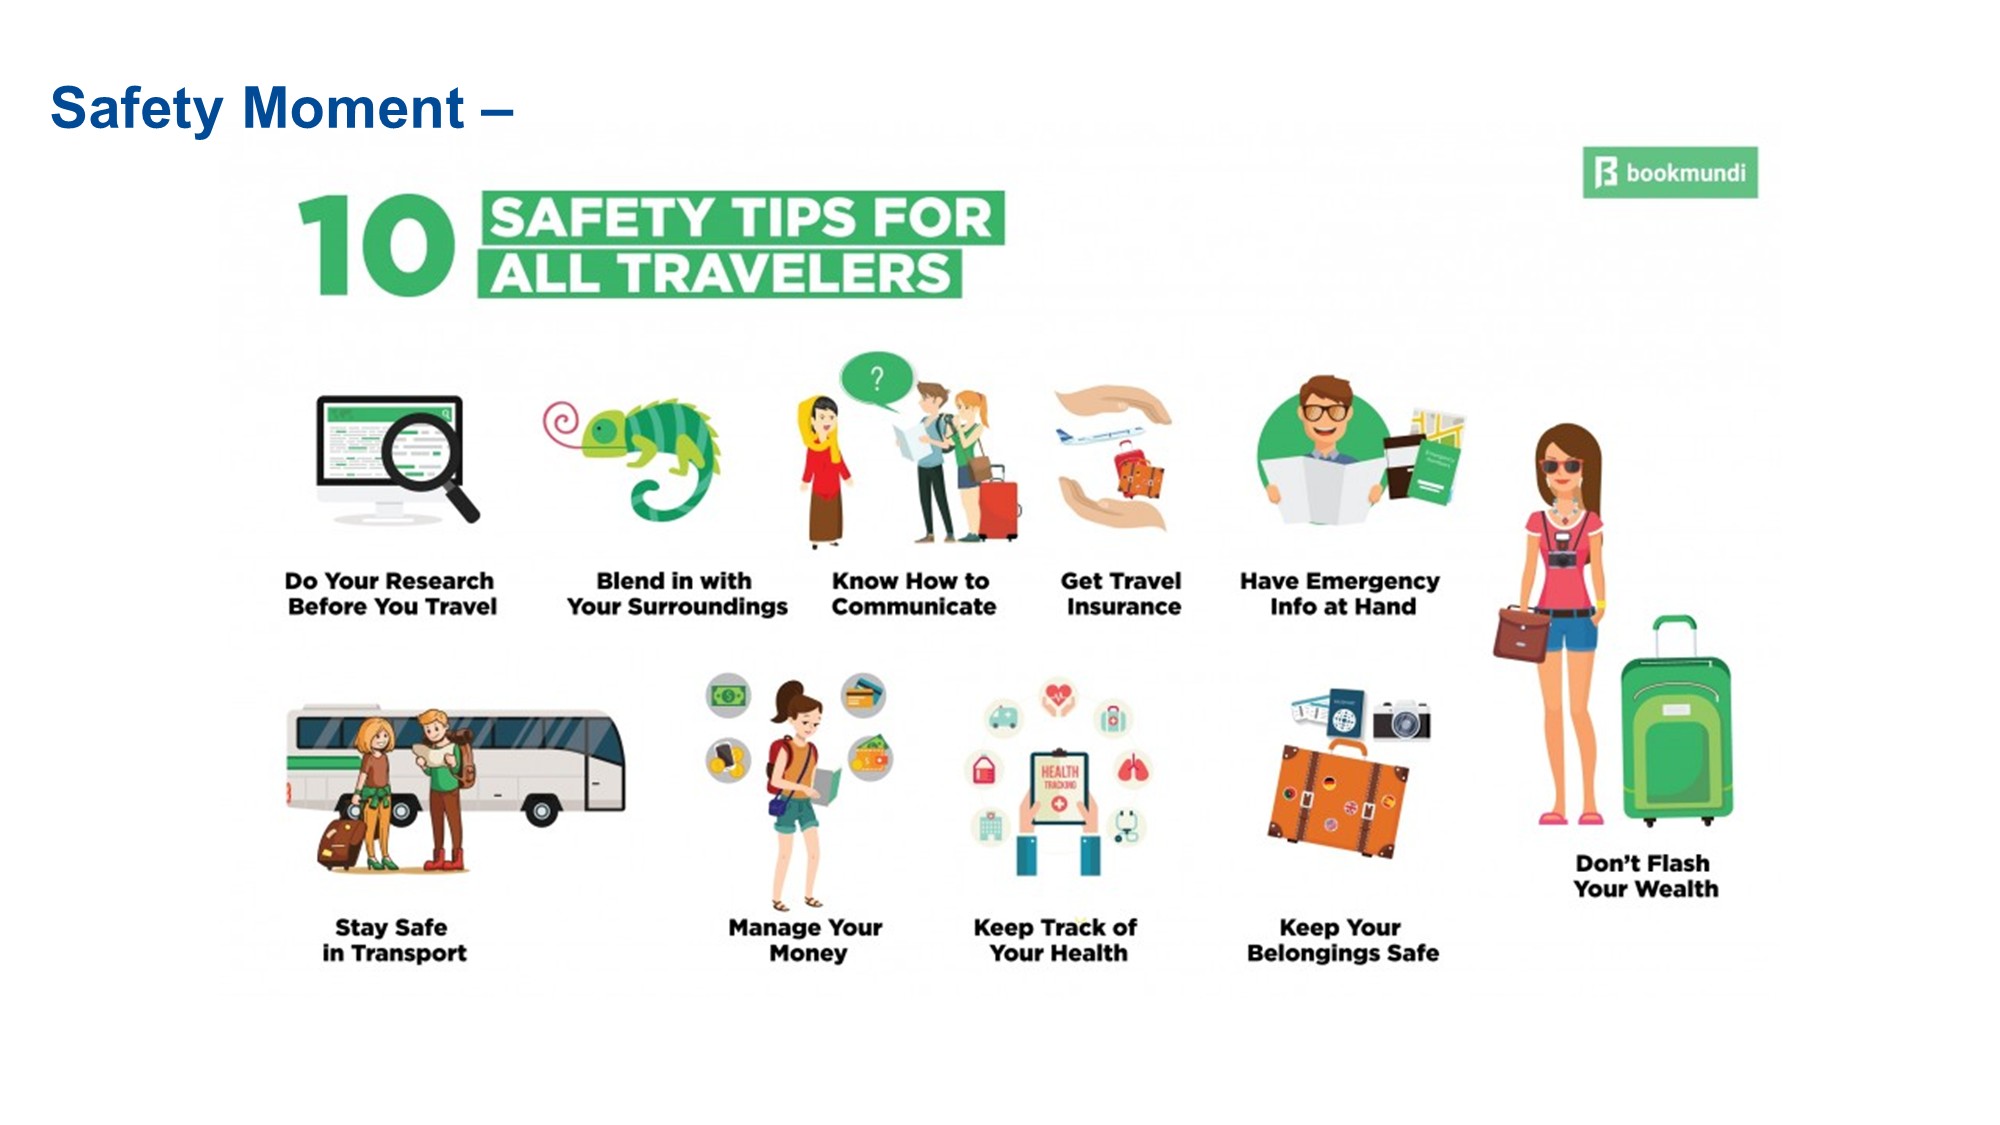 Safety Moment –
bookmundi
10 SAFETY TIPS FOR
ALL TRAVELERS
?
Do Your Research
Before You Travel
Blend in with
Your Surroundings
Know How to
Communicate
Get Travel
Insurance
Emergency
Numbers
Have Emergency
Info at Hand
Don’t Flash
Your Wealth
Stay Safe
in Transport
Manage Your
Money
HEALTH
TRACKING
Keep Track of
Your Health
Keep Your
Belongings Safe